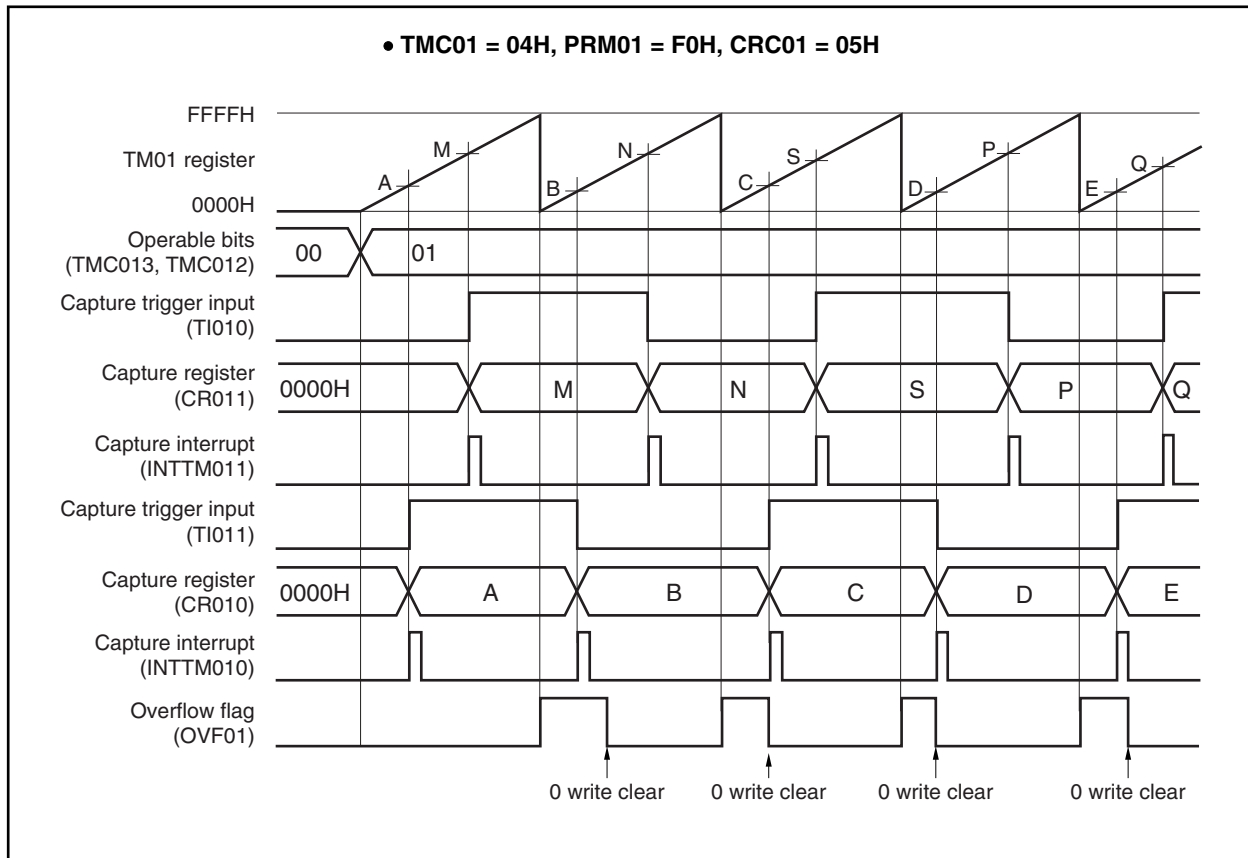 • TMC01 = 04H, PRM01 = F0H, CRC01 = 05H
FFFFH
TM01 register
0000H
A
M
B
N
C
S
D
P
E
Q
Operable bits
(TMC013, TMC012)
00
01
Capture trigger input
(TI010)
Capture register
(CR011)
0000H
M
N
S
P
Q
Capture interrupt
(INTTM011)
Capture trigger input
(TI011)
Capture register
(CR010)
0000H
A
B
C
D
E
Capture interrupt
(INTTM010)
Overflow flag
(OVF01)
0 write clear
0 write clear
0 write clear
0 write clear